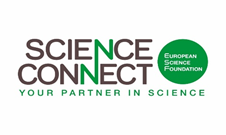 SCIENCE
CONNECT
EUROPEAN
SCIENCE
FOUNDATION
YOUR PARTNER IN SCIENCE